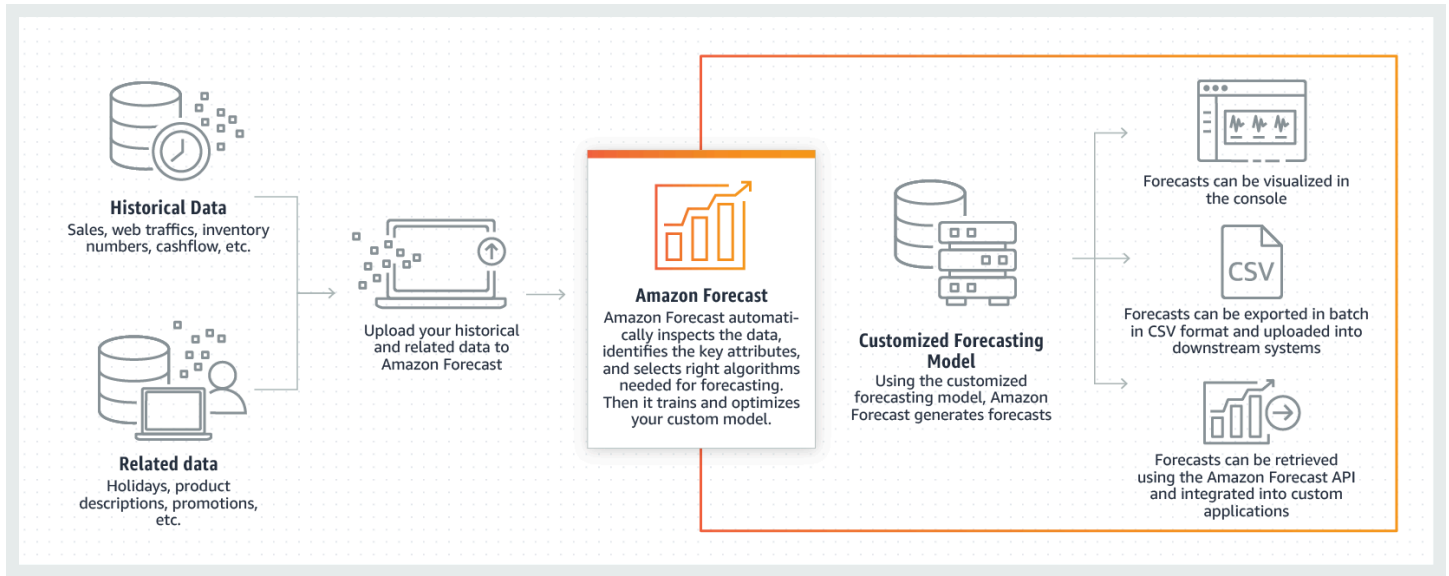 Historical Data
Sales, web traffics, inventory
numbers, cashflow, etc.
Related data
Holidays, product
descriptions, promotions,
etc.
Upload your historical
and related data to
Amazon Forecast
Amazon Forecast
Amazon Forecast automati-
cally inspects the data,
identifies the key attributes,
and selects right algorithms
needed for forecasting.
Then it trains and optimizes
your custom model.
Customized Forecasting
Model
Using the customized
forecasting model, Amazon
Forecast generates forecasts
Forecasts can be visualized in
the console
CSV
Forecasts can be exported in batch
in CSV format and uploaded into
downstream systems
Forecasts can be retrieved
using the Amazon Forecast API
and integrated into custom
applications